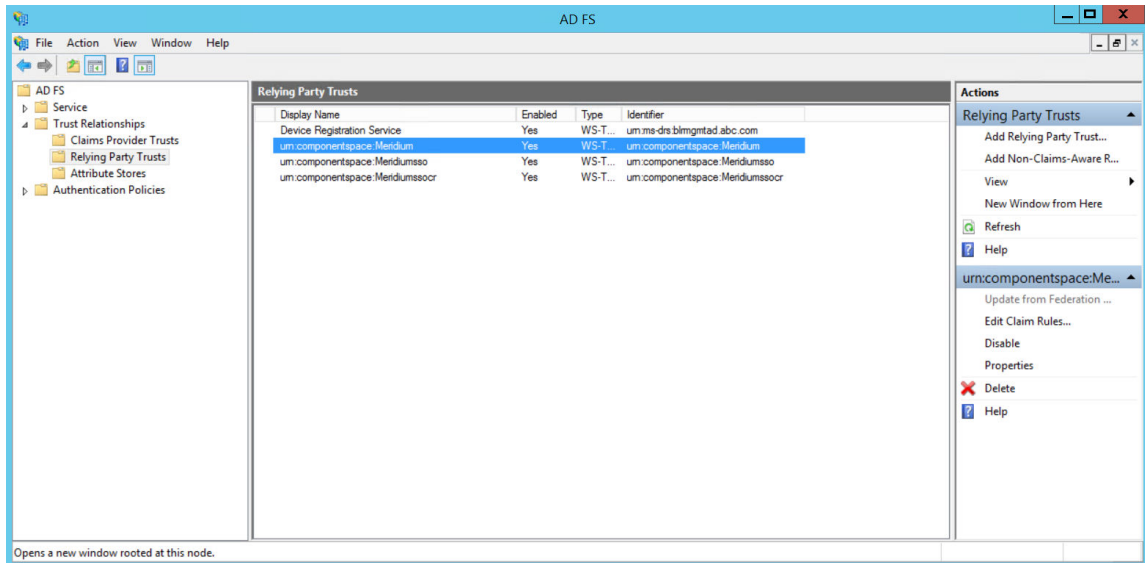 AD FS
File Action View Window Help
AD FS
Service
Trust Relationships
Claims Provider Trusts
Relying Party Trusts
Attribute Stores
Authentication Policies
Relying Party Trusts
Display Name Enabled Type Identifier
Device Registration Service Yes WS-T... urn:ms-drs:blmgmtad.abc.com
urn:componentspace:Meridium Yes WS-T... urn:componentspace:Meridium
urn:componentspace:Meridiumsso Yes WS-T... urn:componentspace:Meridiumsso
urn:componentspace:Meridiumssocr Yes WS-T... urn:componentspace:Meridiumssocr
Actions
Relying Party Trusts
Add Relying Party Trust...
Add Non-Claims-Aware R...
View
New Window from Here
Refresh
Help
urn:componentspace:Me...
Update from Federation ...
Edit Claim Rules...
Disable
Properties
Delete
Help
Opens a new window rooted at this node.